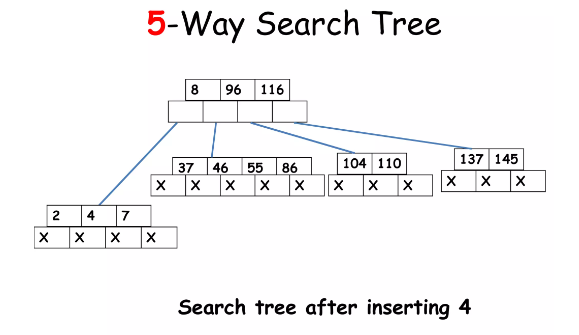 5-Way Search Tree
8 96 116
37 46 55 86
X X X X X
104 110
X X X
137 145
X X X
2 4 7
X X X X
Search tree after inserting 4